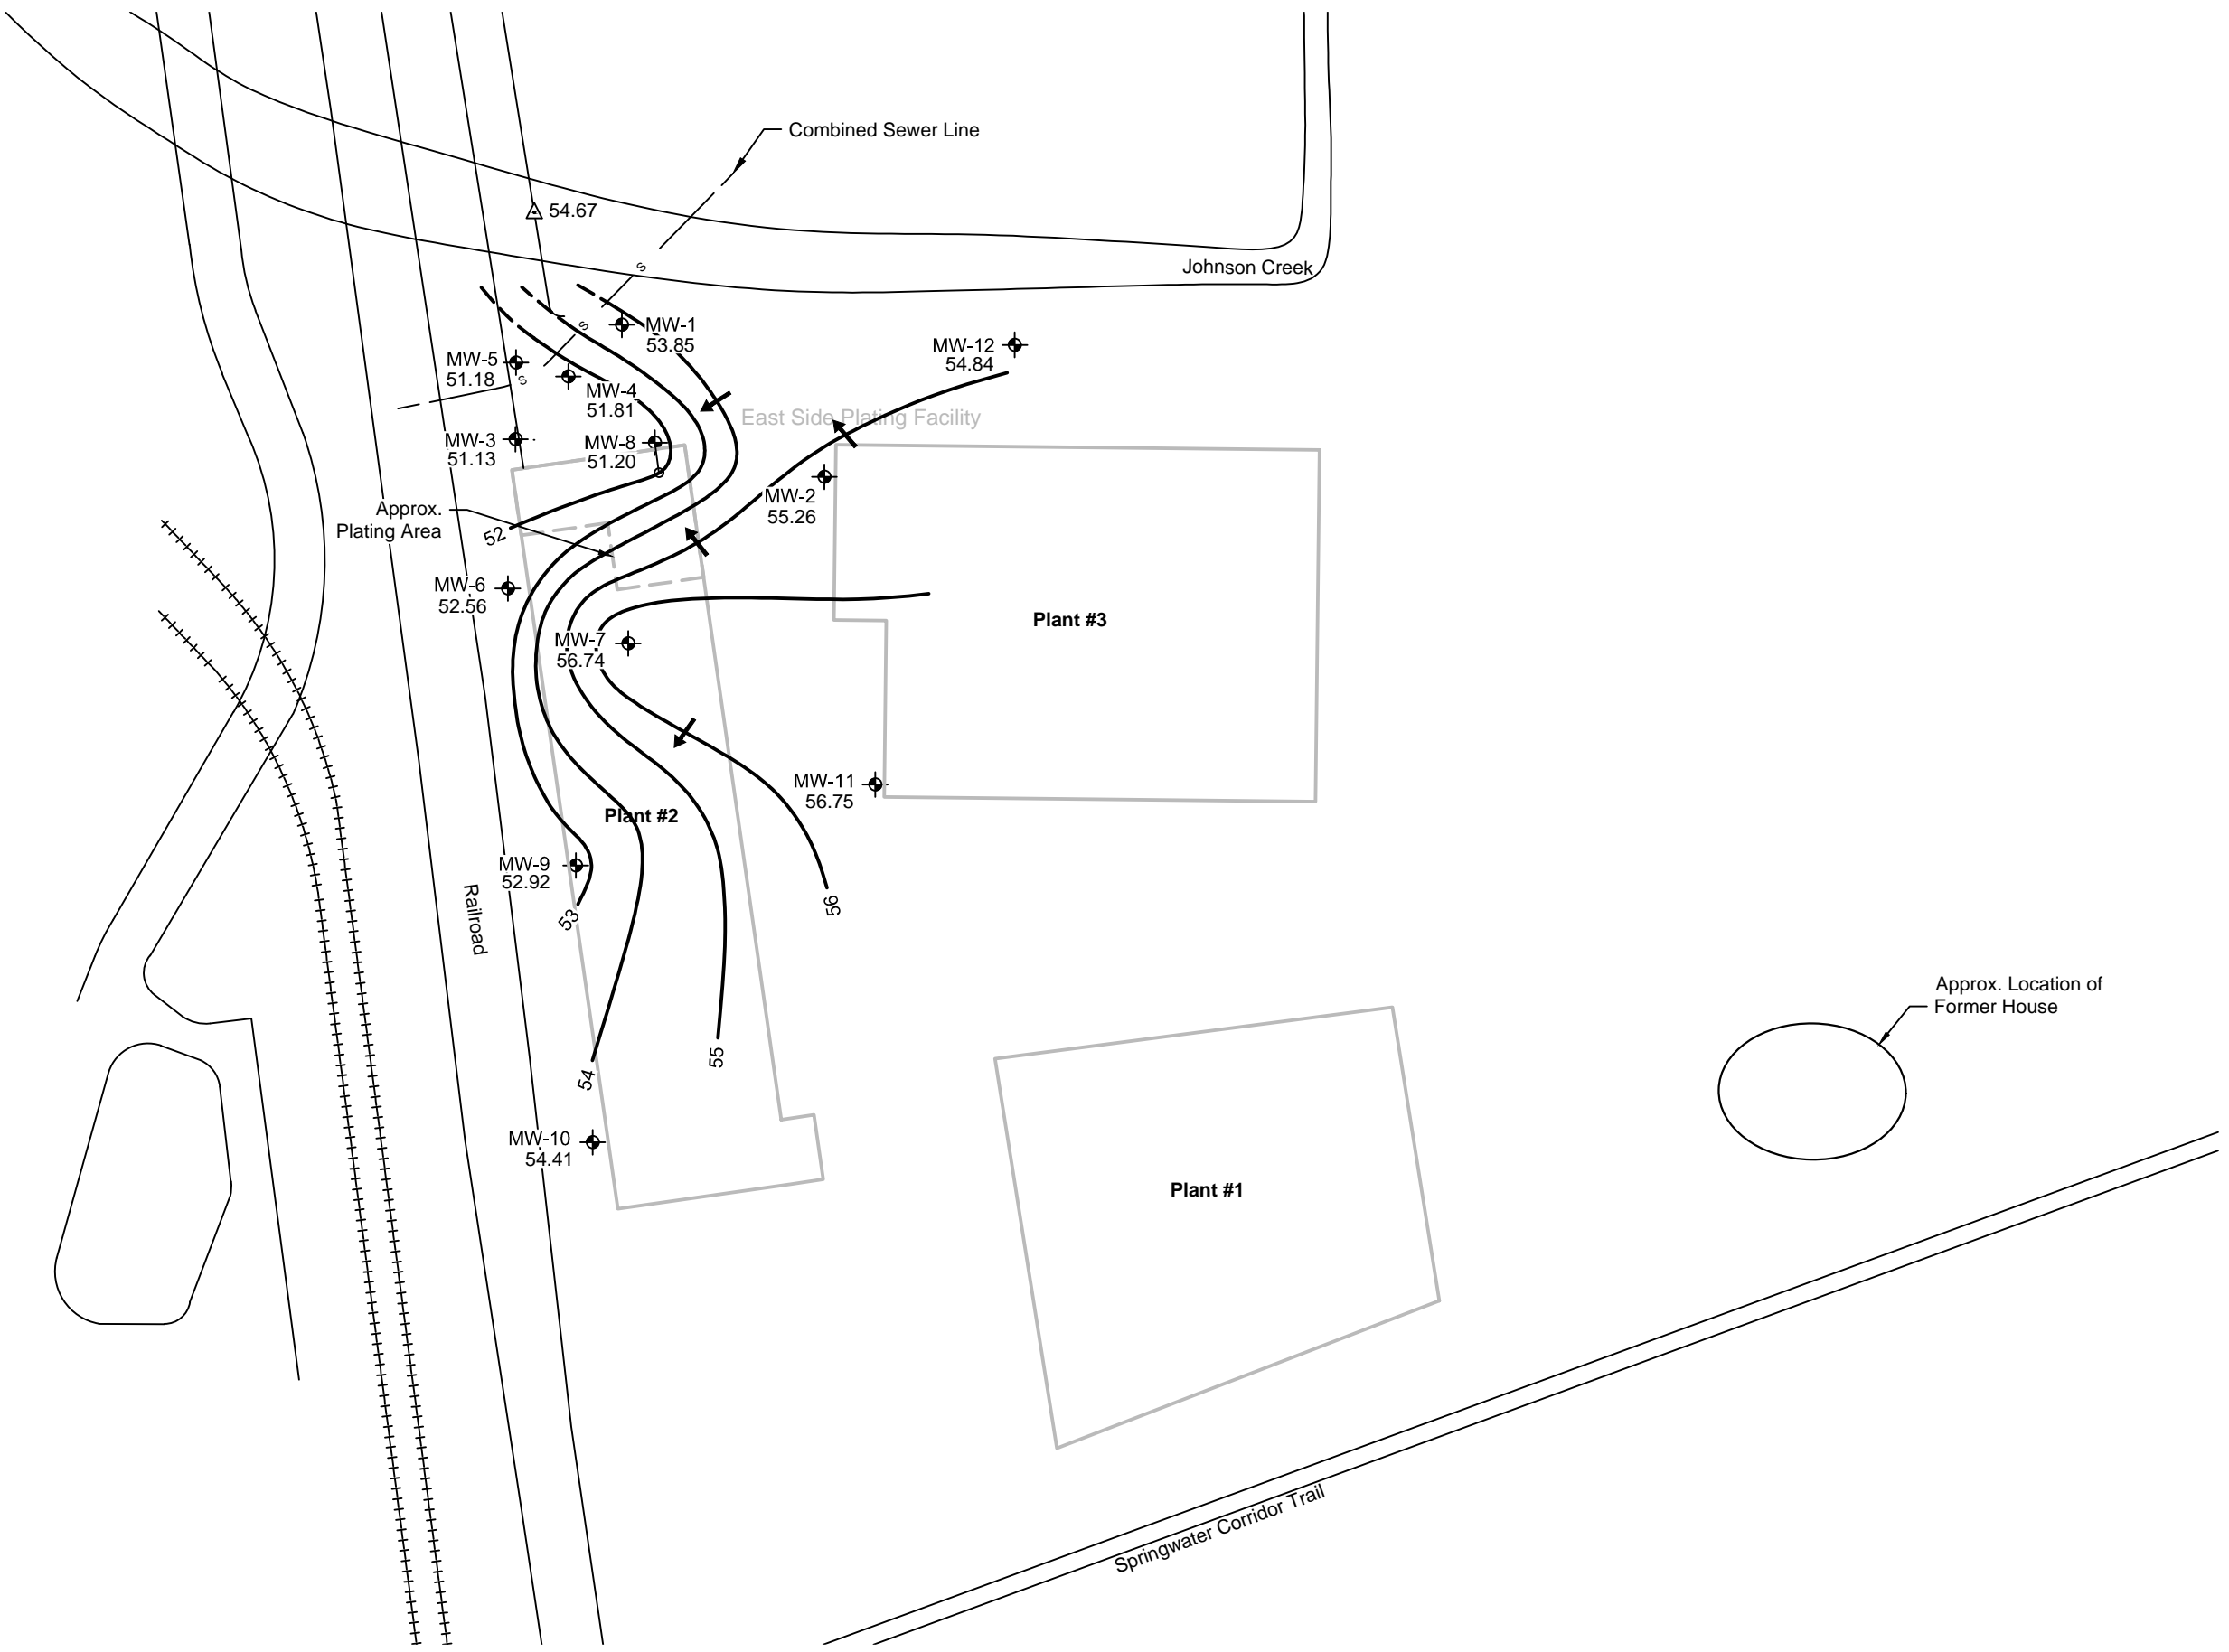 Combined Sewer Line
54.67
S
Johnson Creek
S
MW-1
53.85
MW-12
54.84
MW-5
51.18
S
MW-4
51.81
East Side Plating Facility
MW-3
51.13
MW-8
51.20
MW-2
55.26
Approx.
Plating Area
52
MW-6
52.56
Plant #3
MW-7
56.74
MW-11
56.75
Plant #2
MW-9
52.92
53
56
Railroad
Approx. Location of
Former House
55
54
MW-10
54.41
Plant #1
Springwater Corridor Trail